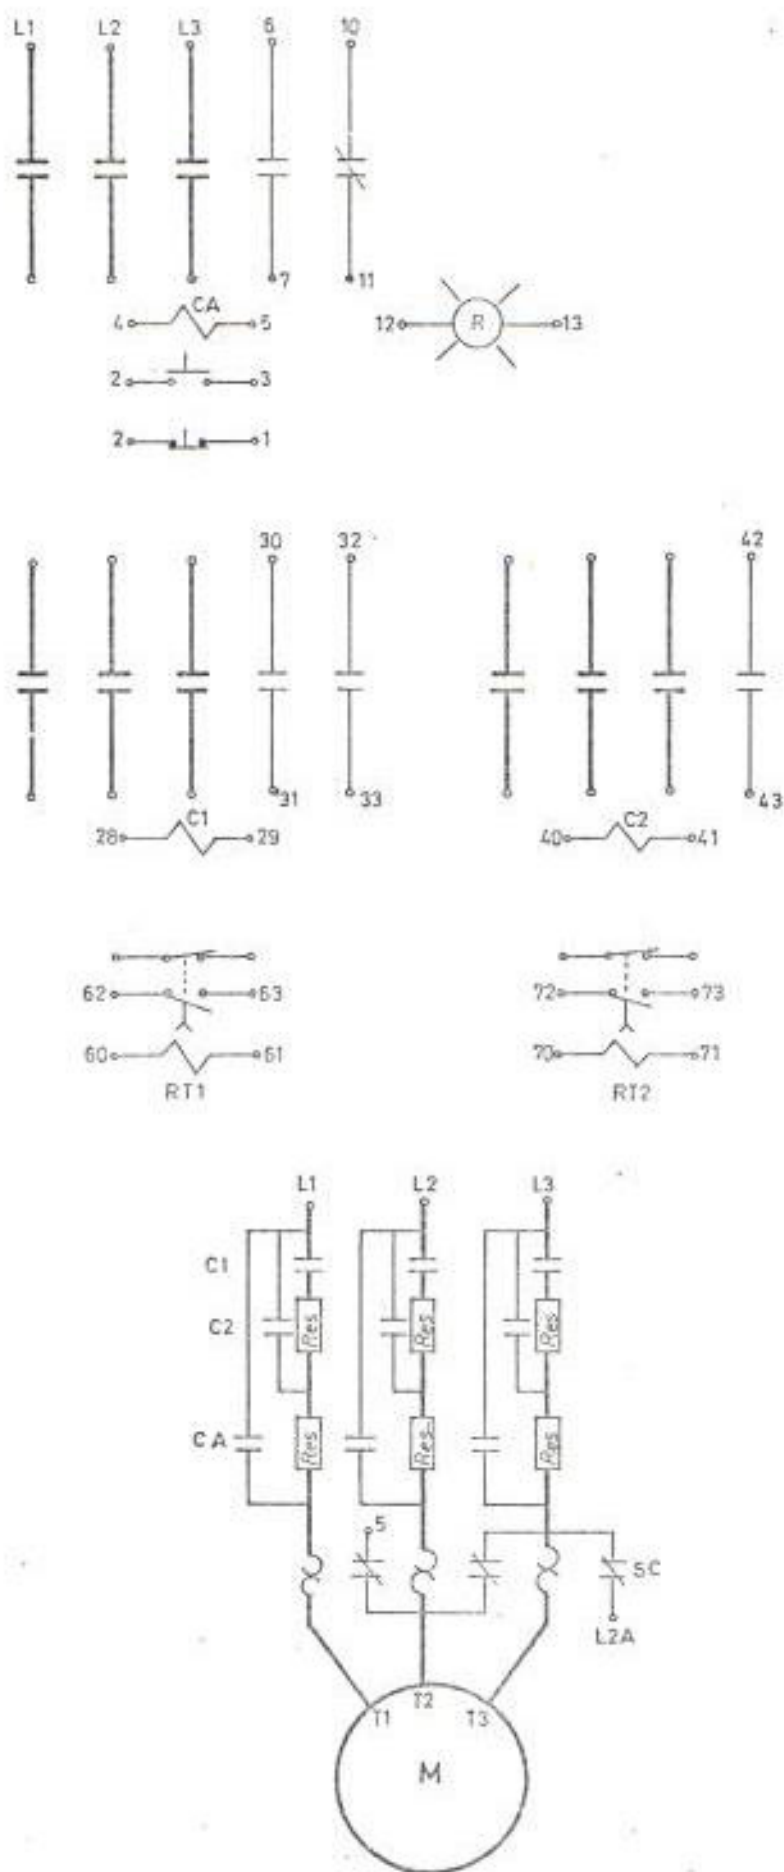 L1 L2 L3 6 10
7 11
CA
4 5
12 R 13
2 3
2 1
30 32 42
31 33 43
C1 C2
28 29 40 41
62 63 72 73
60 61 70 71
RT1 RT2
L1 L2 L3
C1
C2 Res Res Res
CA Res Res Res
5
SC
L2A
T1 T2 T3
M